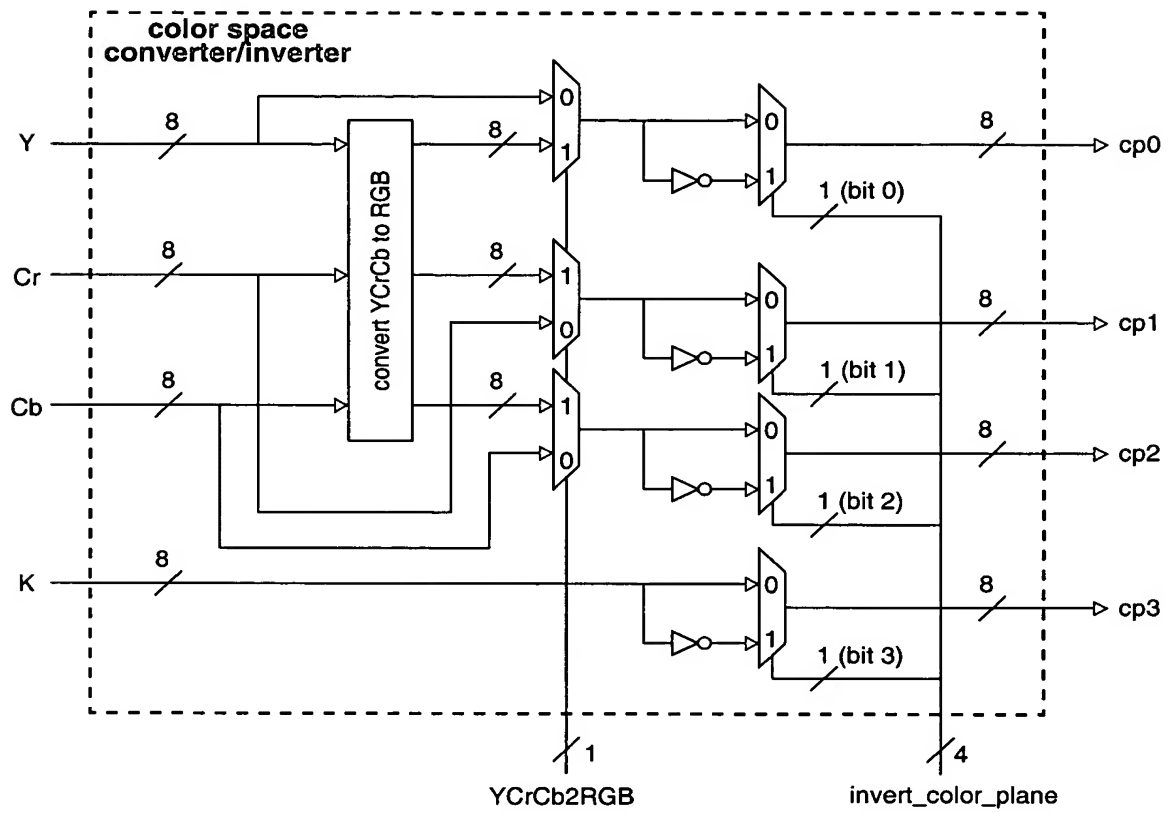 color space
converter/inverter
0
0
Y
8
8
8
cp0
1
1
1 (bit 0)
convert YCrCb to RGB
Cr
8
8
1
0
8
cp1
0
1
1 (bit 1)
Cb
8
8
1
0
8
cp2
0
1
1 (bit 2)
K
8
0
8
cp3
1
1 (bit 3)
1
4
YCrCb2RGB
invert_color_plane